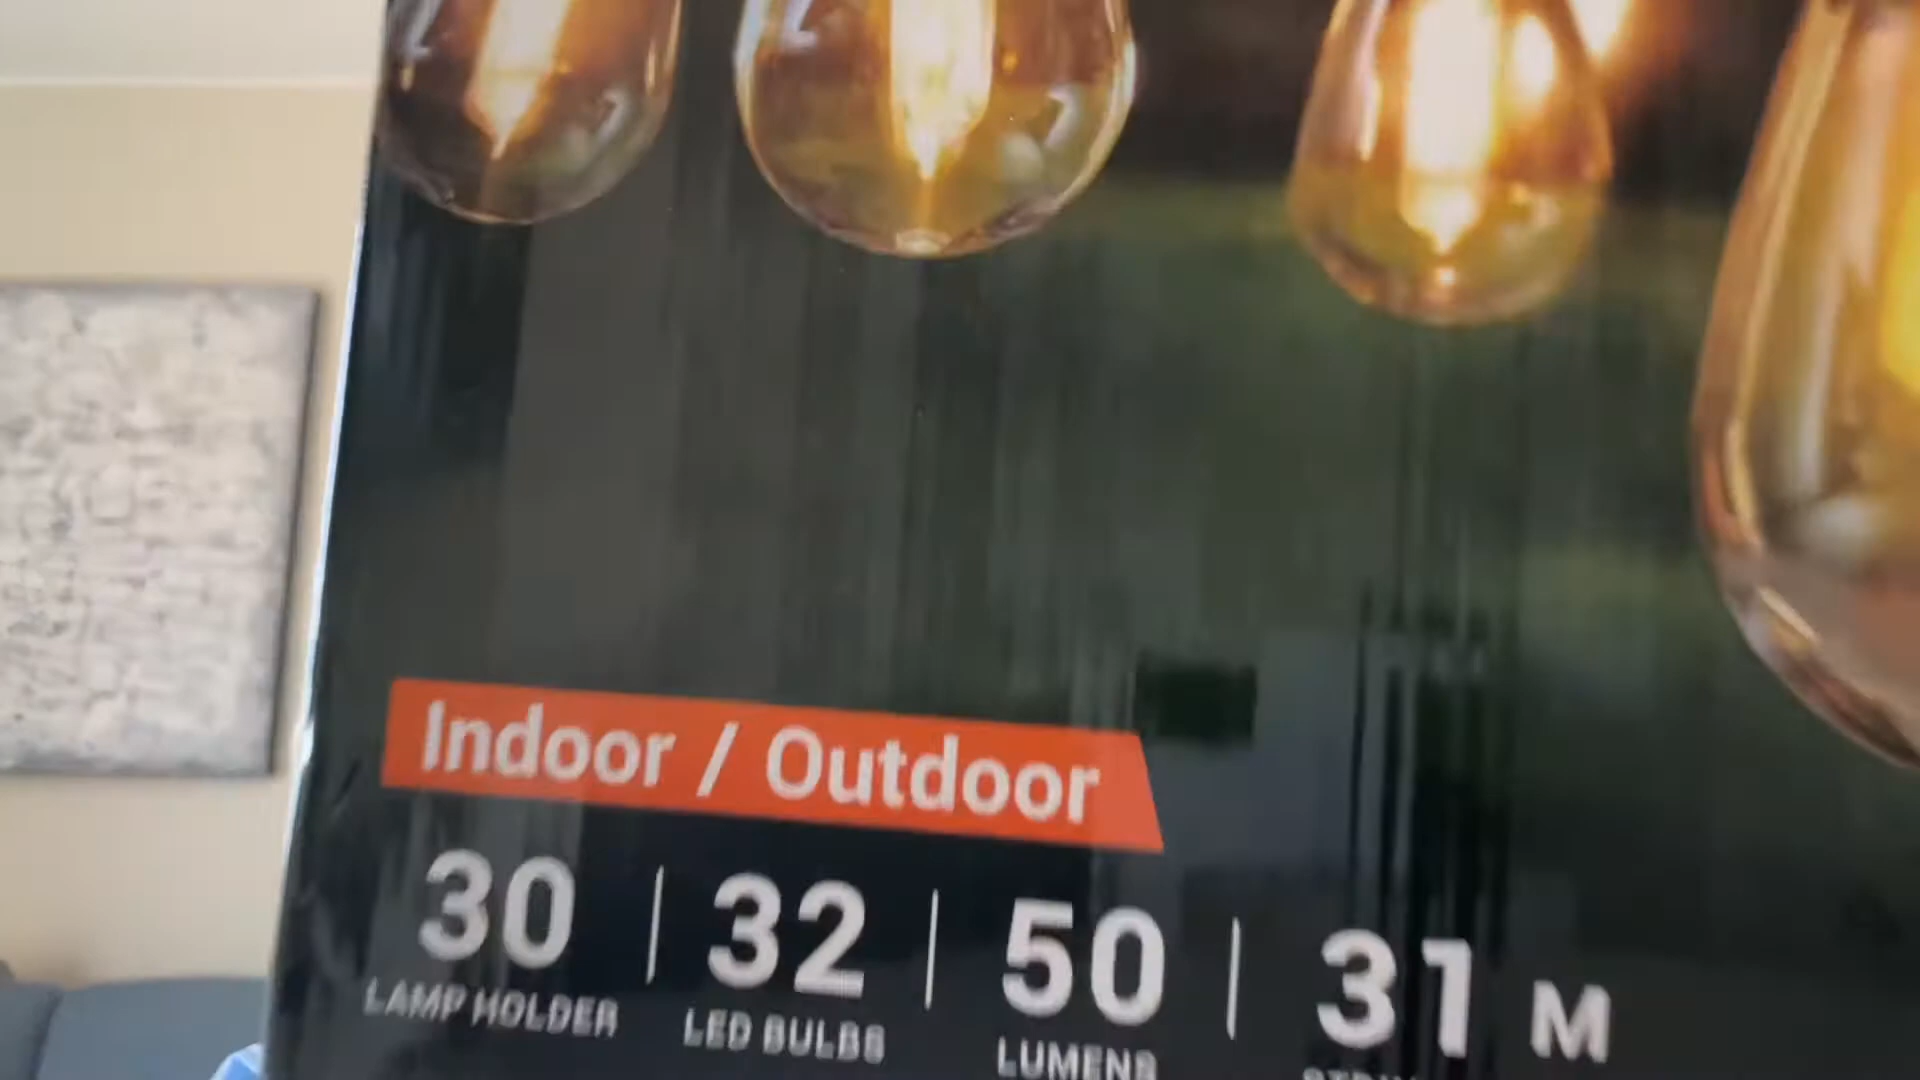 Indoor / Outdoor
30 | 32 | 50 | 31 M
LAMP HOLDER LED BULBS LUMENS